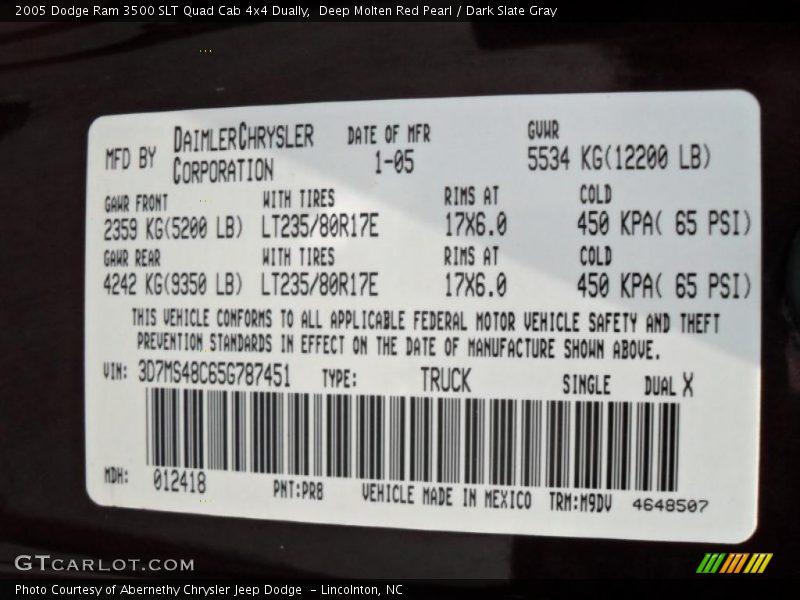 2005 Dodge Ram 3500 SLT Quad Cab 4x4 Dually,  Deep Molten Red Pearl / Dark Slate Gray
MFD BY DAIMLERCHRYSLER CORPORATION DATE OF MFR 1-05 GVWR 5534 KG(12200 LB)
GAWR FRONT WITH TIRES RIMS AT COLD
2359 KG(5200 LB) LT235/80R17E 17X6.0 450 KPA( 65 PSI)
GAWR REAR WITH TIRES RIMS AT COLD
4242 KG(9350 LB) LT235/80R17E 17X6.0 450 KPA( 65 PSI)
THIS VEHICLE CONFORMS TO ALL APPLICABLE FEDERAL MOTOR VEHICLE SAFETY AND THEFT
PREVENTION STANDARDS IN EFFECT ON THE DATE OF MANUFACTURE SHOWN ABOVE.
VIN: 3D7MS48C65G787451 TYPE: TRUCK SINGLE DUAL X
MDH: 012418 PNT:PR8 VEHICLE MADE IN MEXICO TRM:M9DV 4648507
GTCARLOT.COM
Photo Courtesy of Abernethy Chrysler Jeep Dodge  – Lincolnton, NC